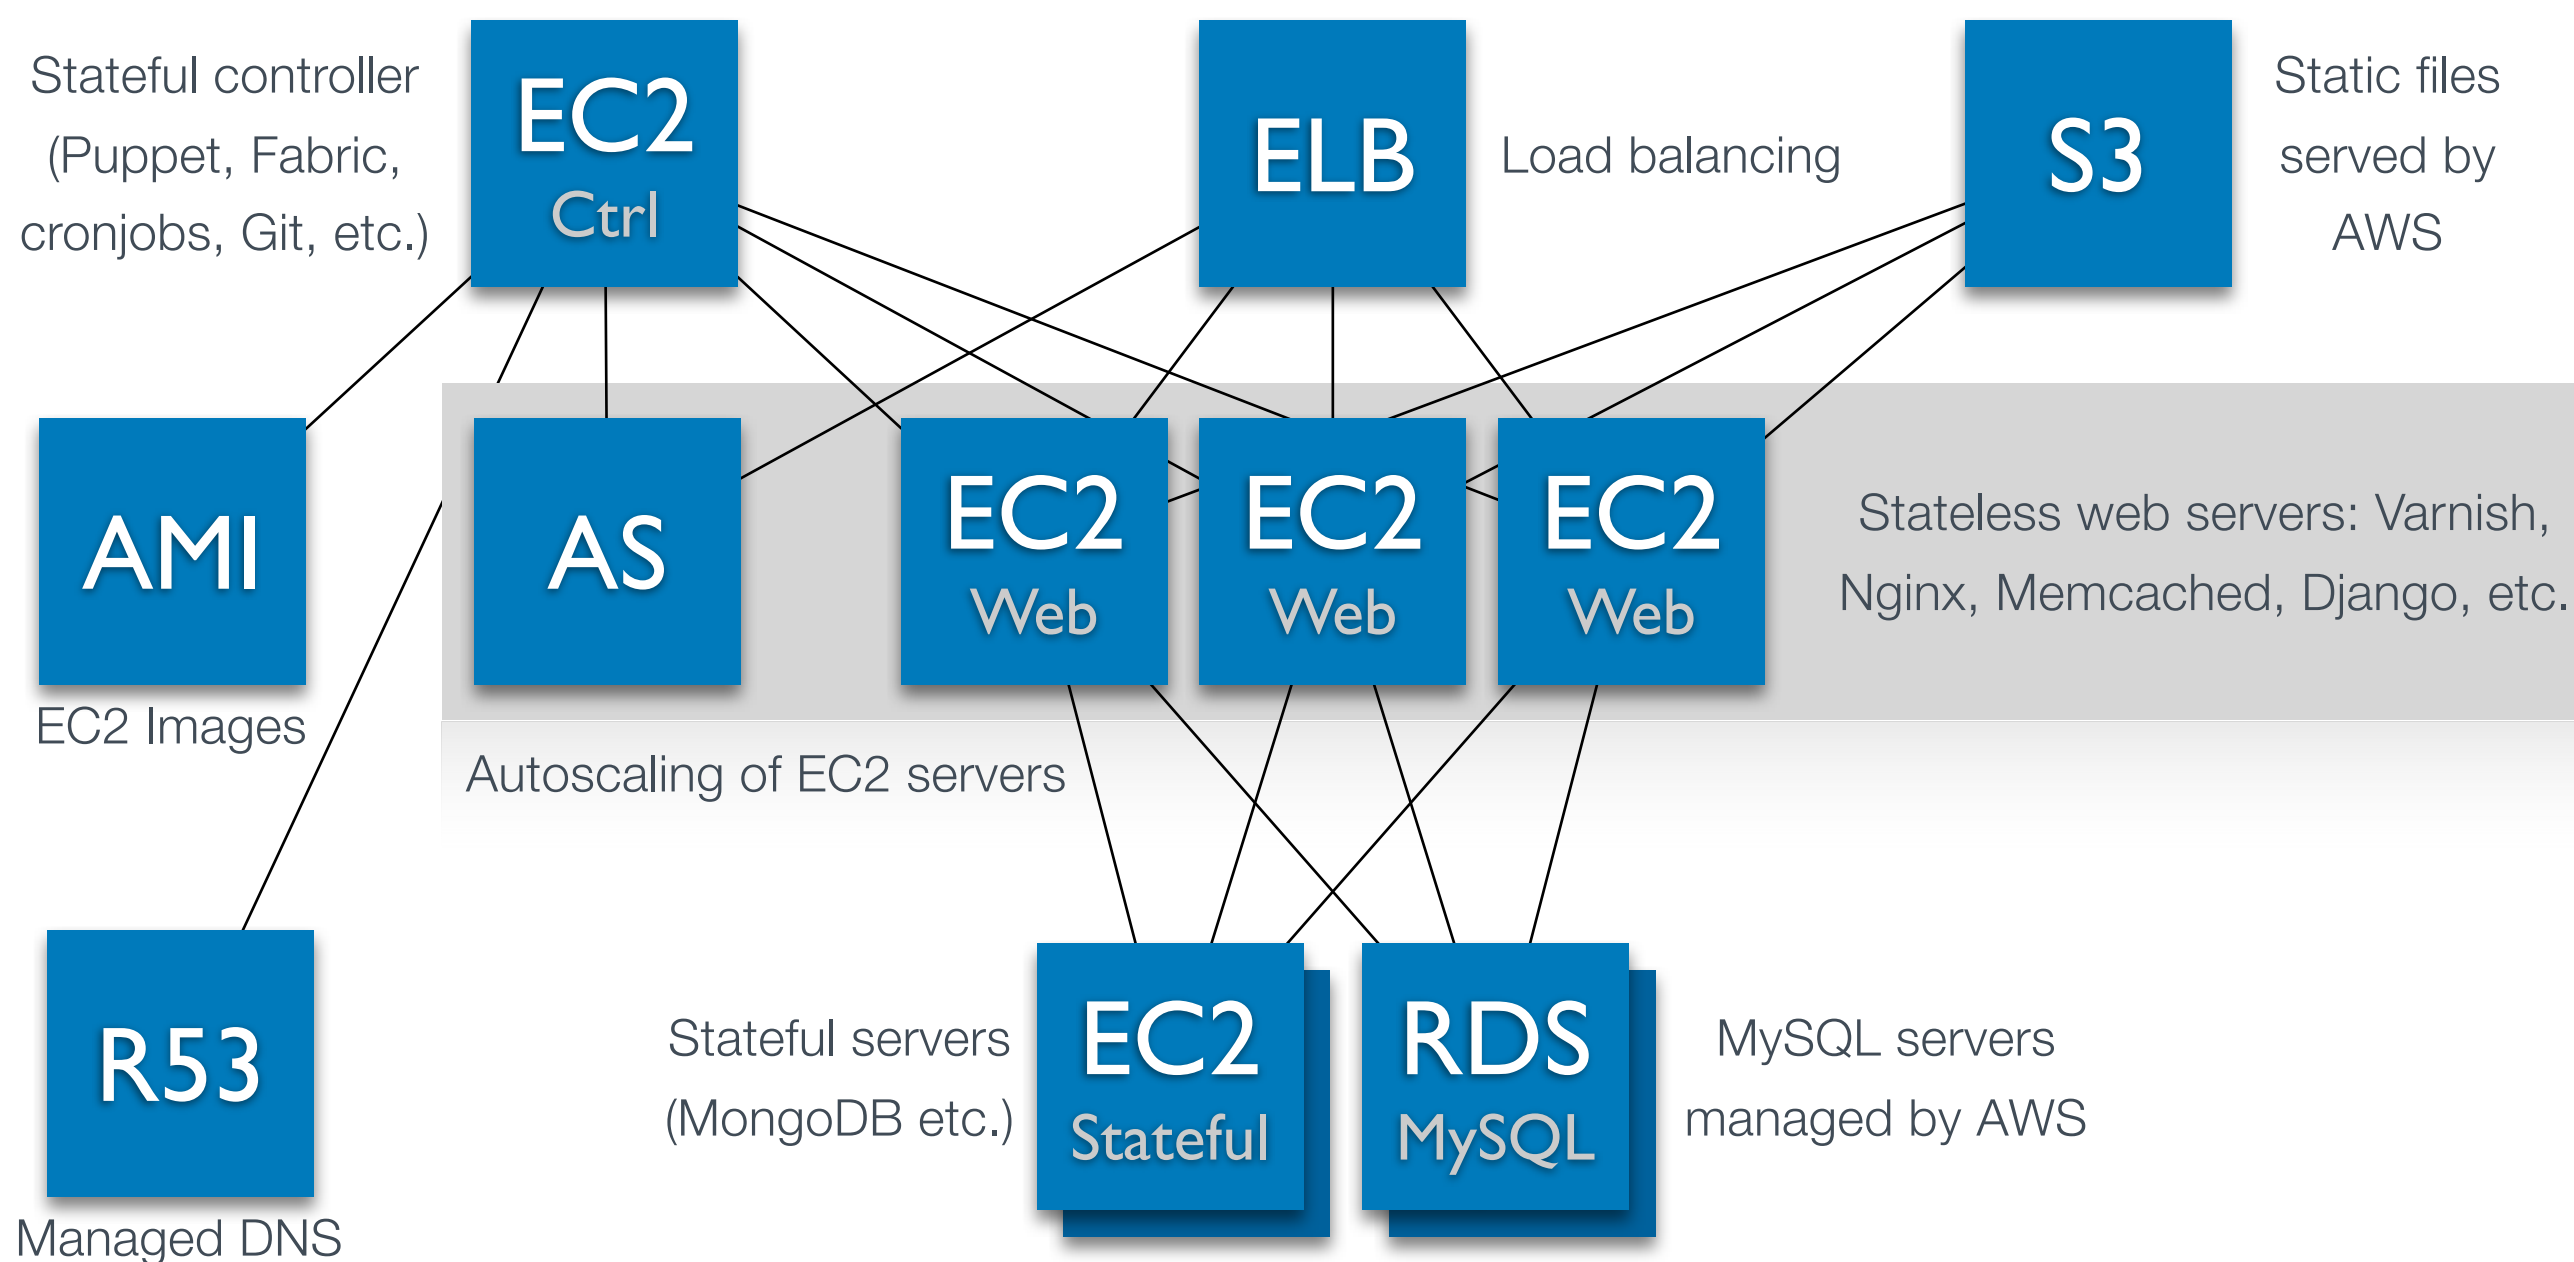 Stateful controller
(Puppet, Fabric,
cronjobs, Git, etc.)
EC2
Ctrl
ELB
Load balancing
S3
Static files
served by
AWS
AMI
EC2 Images
AS
EC2
Web
EC2
Web
EC2
Web
Stateless web servers: Varnish,
Nginx, Memcached, Django, etc.
Autoscaling of EC2 servers
R53
Managed DNS
Stateful servers
(MongoDB etc.)
EC2
Stateful
RDS
MySQL
MySQL servers
managed by AWS